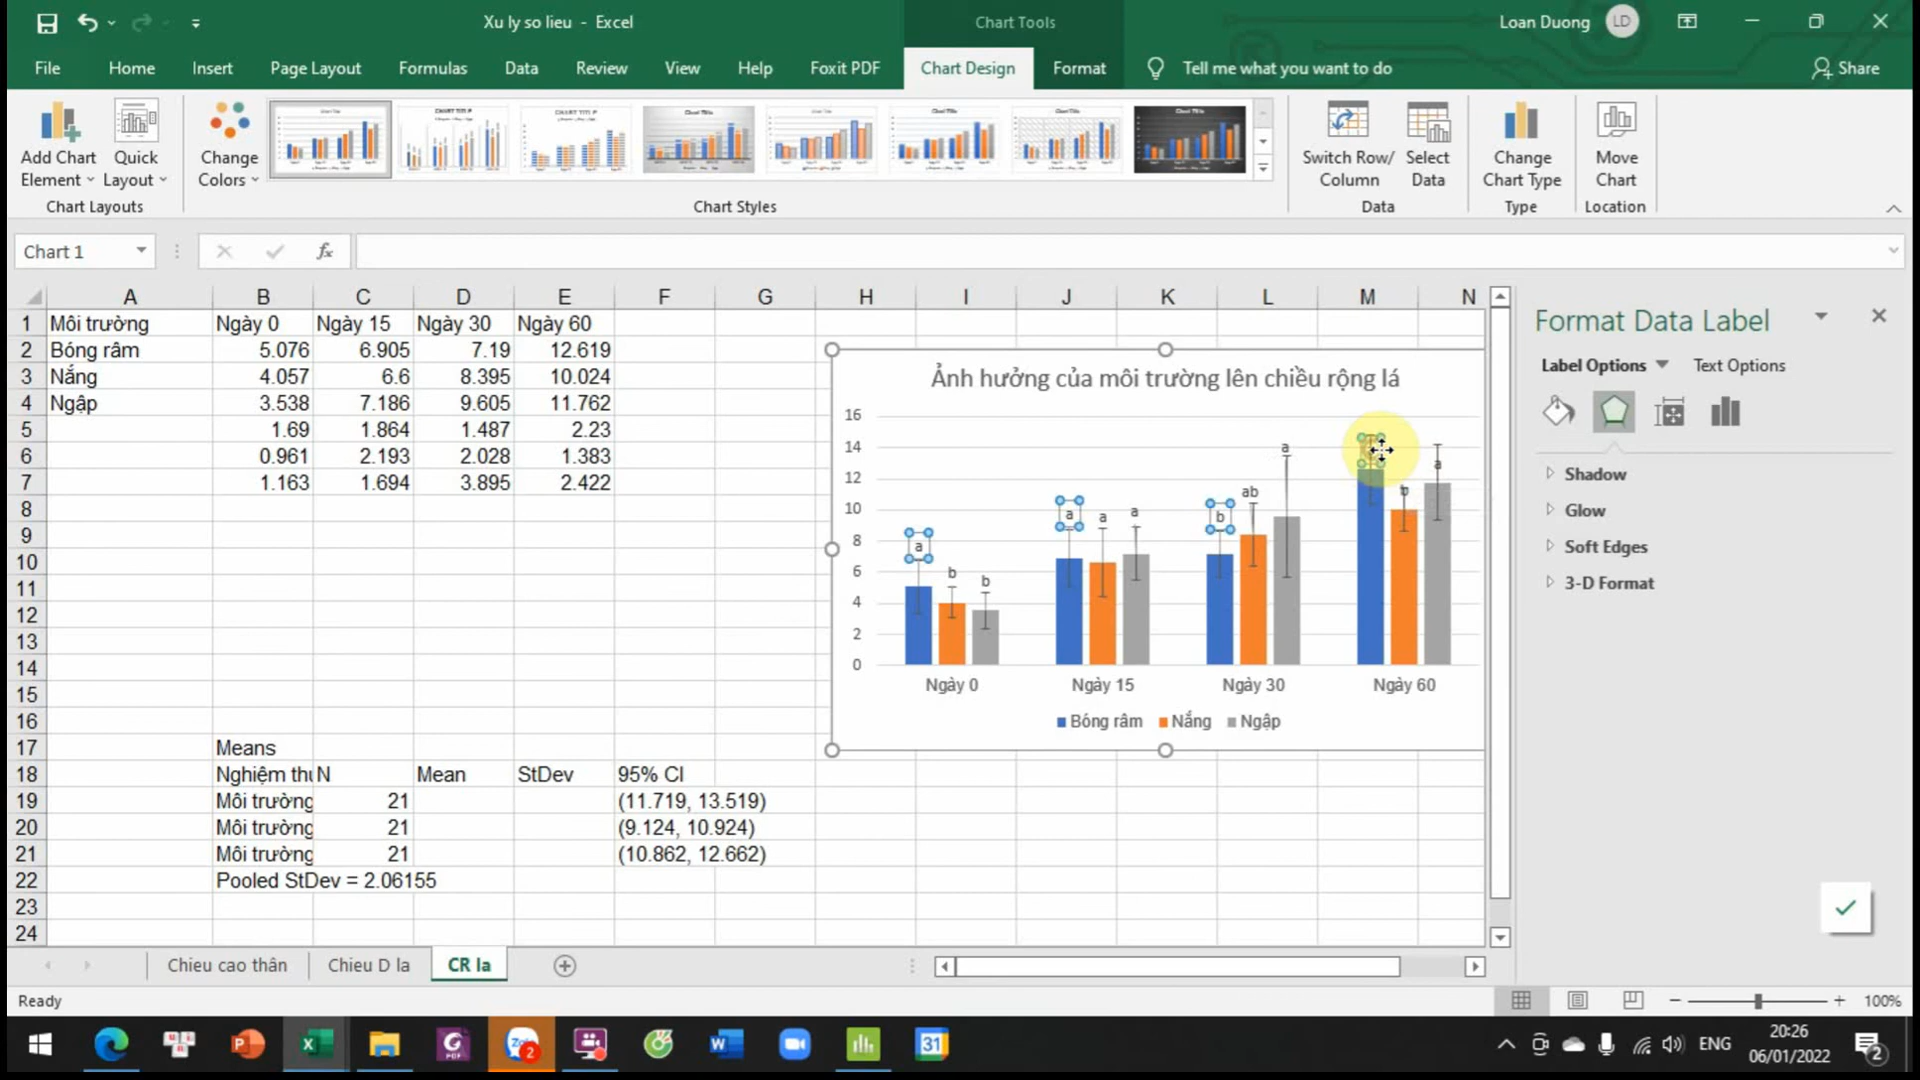 Xu ly so lieu - Excel
Chart Tools
Loan Duong
LD
File Home Insert Page Layout Formulas Data Review View Help Foxit PDF Chart Design Format Tell me what you want to do Share
Add Chart Element
Quick Layout
Change Colors
Switch Row/ Column
Select Data
Change Chart Type
Move Chart
Chart Layouts
Chart Styles
Data
Type
Location
Chart 1
fx
A B C D E F G H I J K L M N
1 Môi trường Ngày 0 Ngày 15 Ngày 30 Ngày 60
2 Bóng râm 5.076 6.905 7.19 12.619
3 Nắng 4.057 6.6 8.395 10.024
4 Ngập 3.538 7.186 9.605 11.762
5 1.69 1.864 1.487 2.23
6 0.961 2.193 2.028 1.383
7 1.163 1.694 3.895 2.422
8
9
10
11
12
13
14
15
16
17 Means
18 Nghiệm thu N Mean StDev 95% CI
19 Môi trường 21 (11.719, 13.519)
20 Môi trường 21 (9.124, 10.924)
21 Môi trường 21 (10.862, 12.662)
22 Pooled StDev = 2.06155
23
24
Ảnh hưởng của môi trường lên chiều rộng lá
16
14
12
10
8
6
4
2
0
a b b
a a a
b ab a
b a
Ngày 0 Ngày 15 Ngày 30 Ngày 60
Bóng râm Nắng Ngập
Format Data Label
Label Options Text Options
Shadow
Glow
Soft Edges
3-D Format
Chieu cao thân Chieu D la CR la
Ready
100%
2
31
ENG
20:26
06/01/2022
2